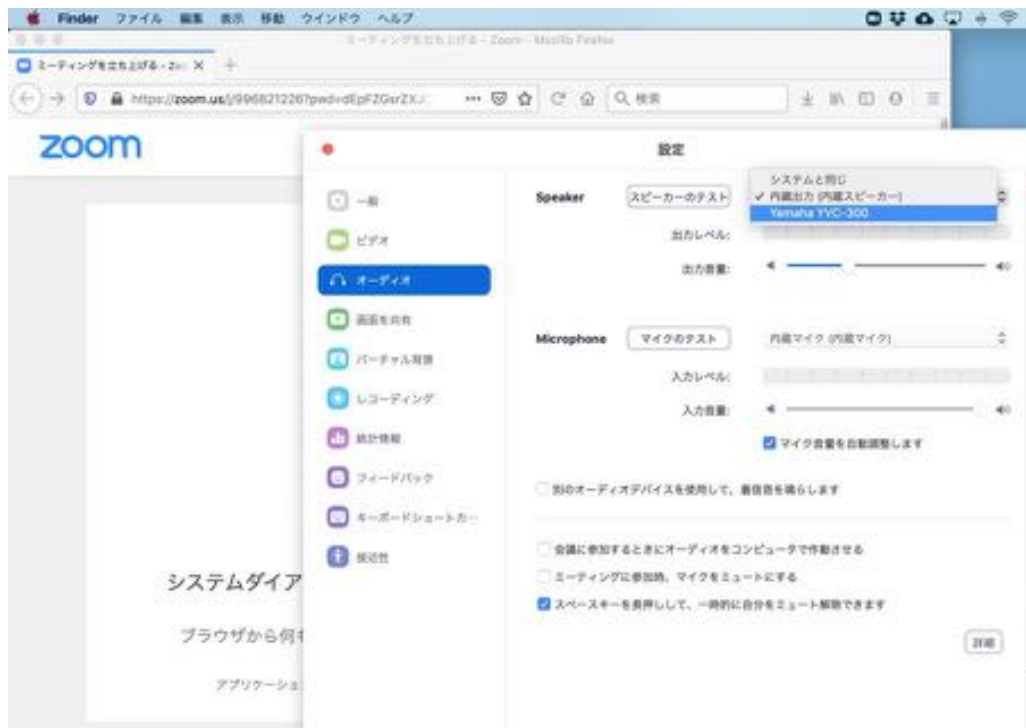 Finder ファイル 編集 表示 移動 ウインドウ ヘルプ
ミーティングを立ち上げる - Zoom - Mozilla Firefox
ミーティングを立ち上げる - Zo
検索
zoom
設定
一般
ビデオ
オーディオ
画面を共有
バーチャル背景
レコーディング
統計情報
フィードバック
キーボードショートカ…
接近性
Speaker スピーカーのテスト
システムと同じ
✓ 内蔵出力 (内蔵スピーカー)
Yamaha YVC-300
出力レベル:
出力音量:
Microphone マイクのテスト 内蔵マイク (内蔵マイク)
入力レベル:
入力音量:
マイク音量を自動調整します
別のオーディオデバイスを使用して、着信音を鳴らします
会議に参加するときにオーディオをコンピュータで作動させる
ミーティングに参加時、マイクをミュートにする
スペースキーを長押しして、一時的に自分をミュート解除できます
詳細
システムダイア
ブラウザから何も
アプリケーショ